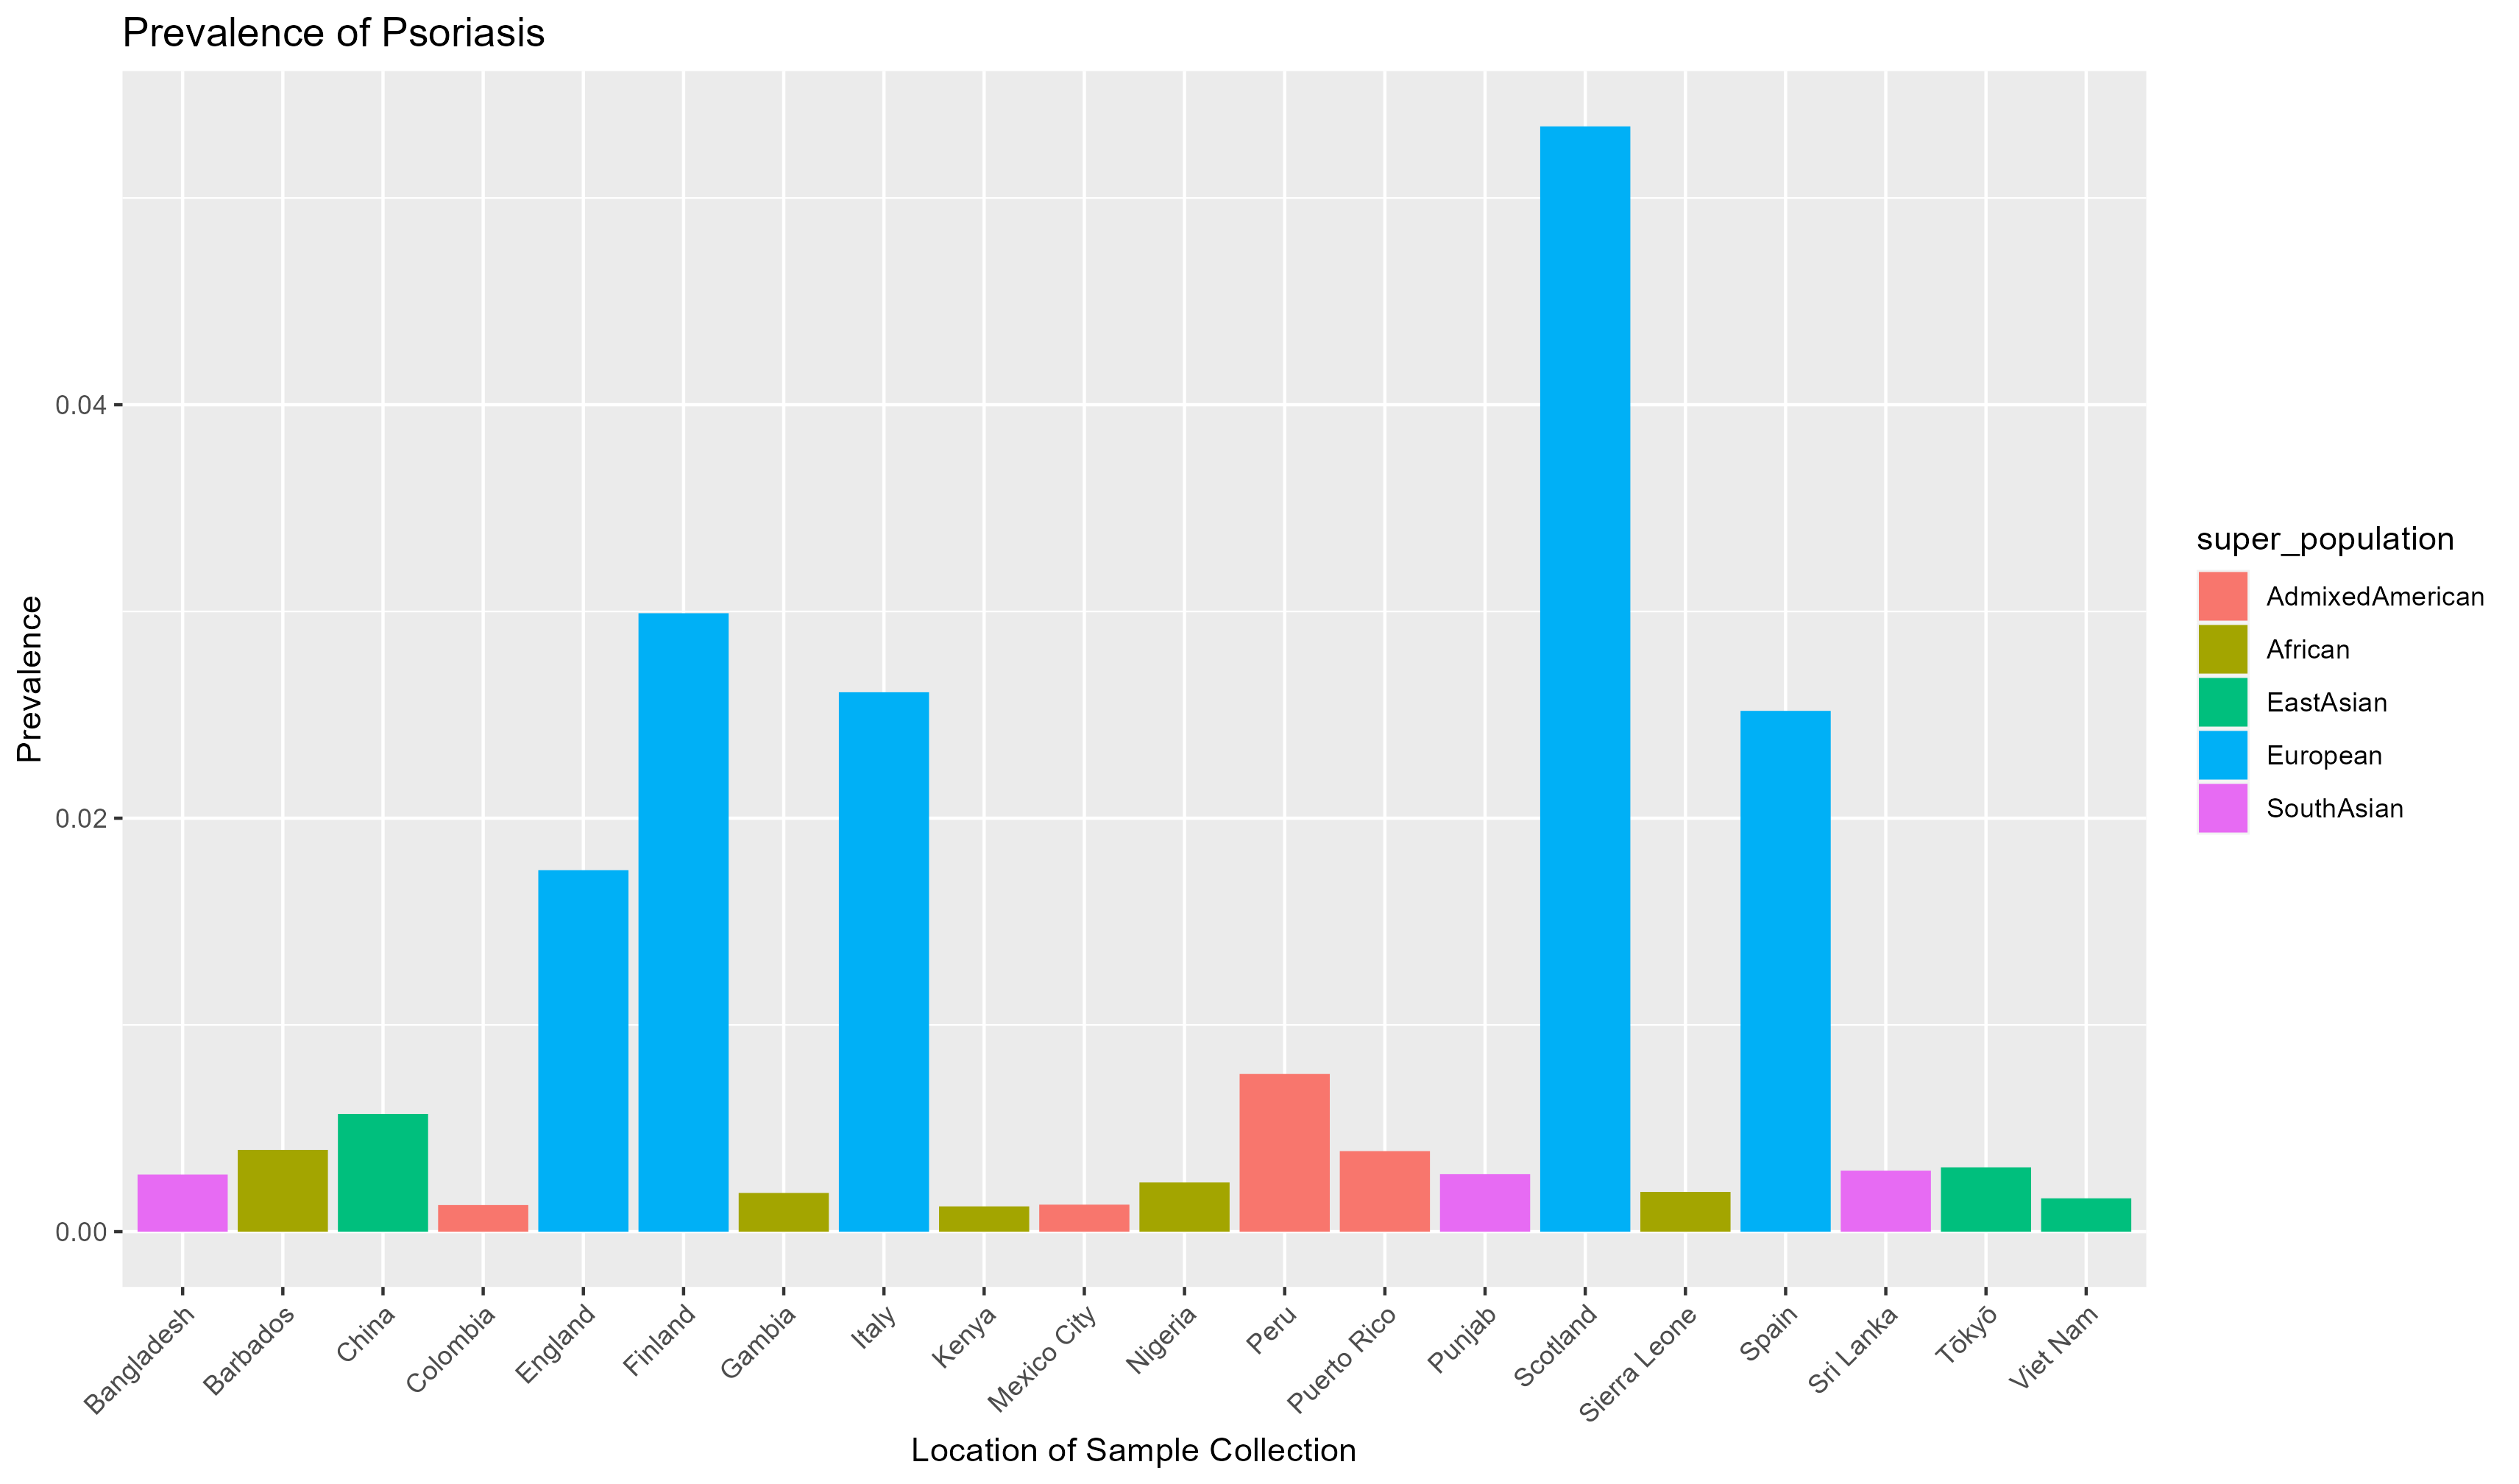 Prevalence of Psoriasis
Prevalence
0.04
0.02
0.00
Bangladesh
Barbados
China
Colombia
England
Finland
Gambia
Italy
Kenya
Mexico City
Nigeria
Peru
Puerto Rico
Punjab
Scotland
Sierra Leone
Spain
Sri Lanka
Tōkyō
Viet Nam
Location of Sample Collection
super_population
AdmixedAmerican
African
EastAsian
European
SouthAsian